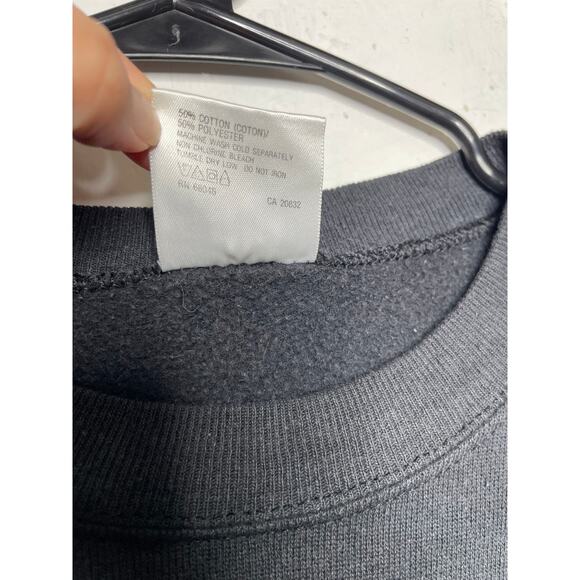 50% COTTON (COTON)/
50% POLYESTER
MACHINE WASH COLD SEPARATELY
NON CHLORINE BLEACH
TUMBLE DRY LOW DO NOT IRON
RN 66046 CA 20832